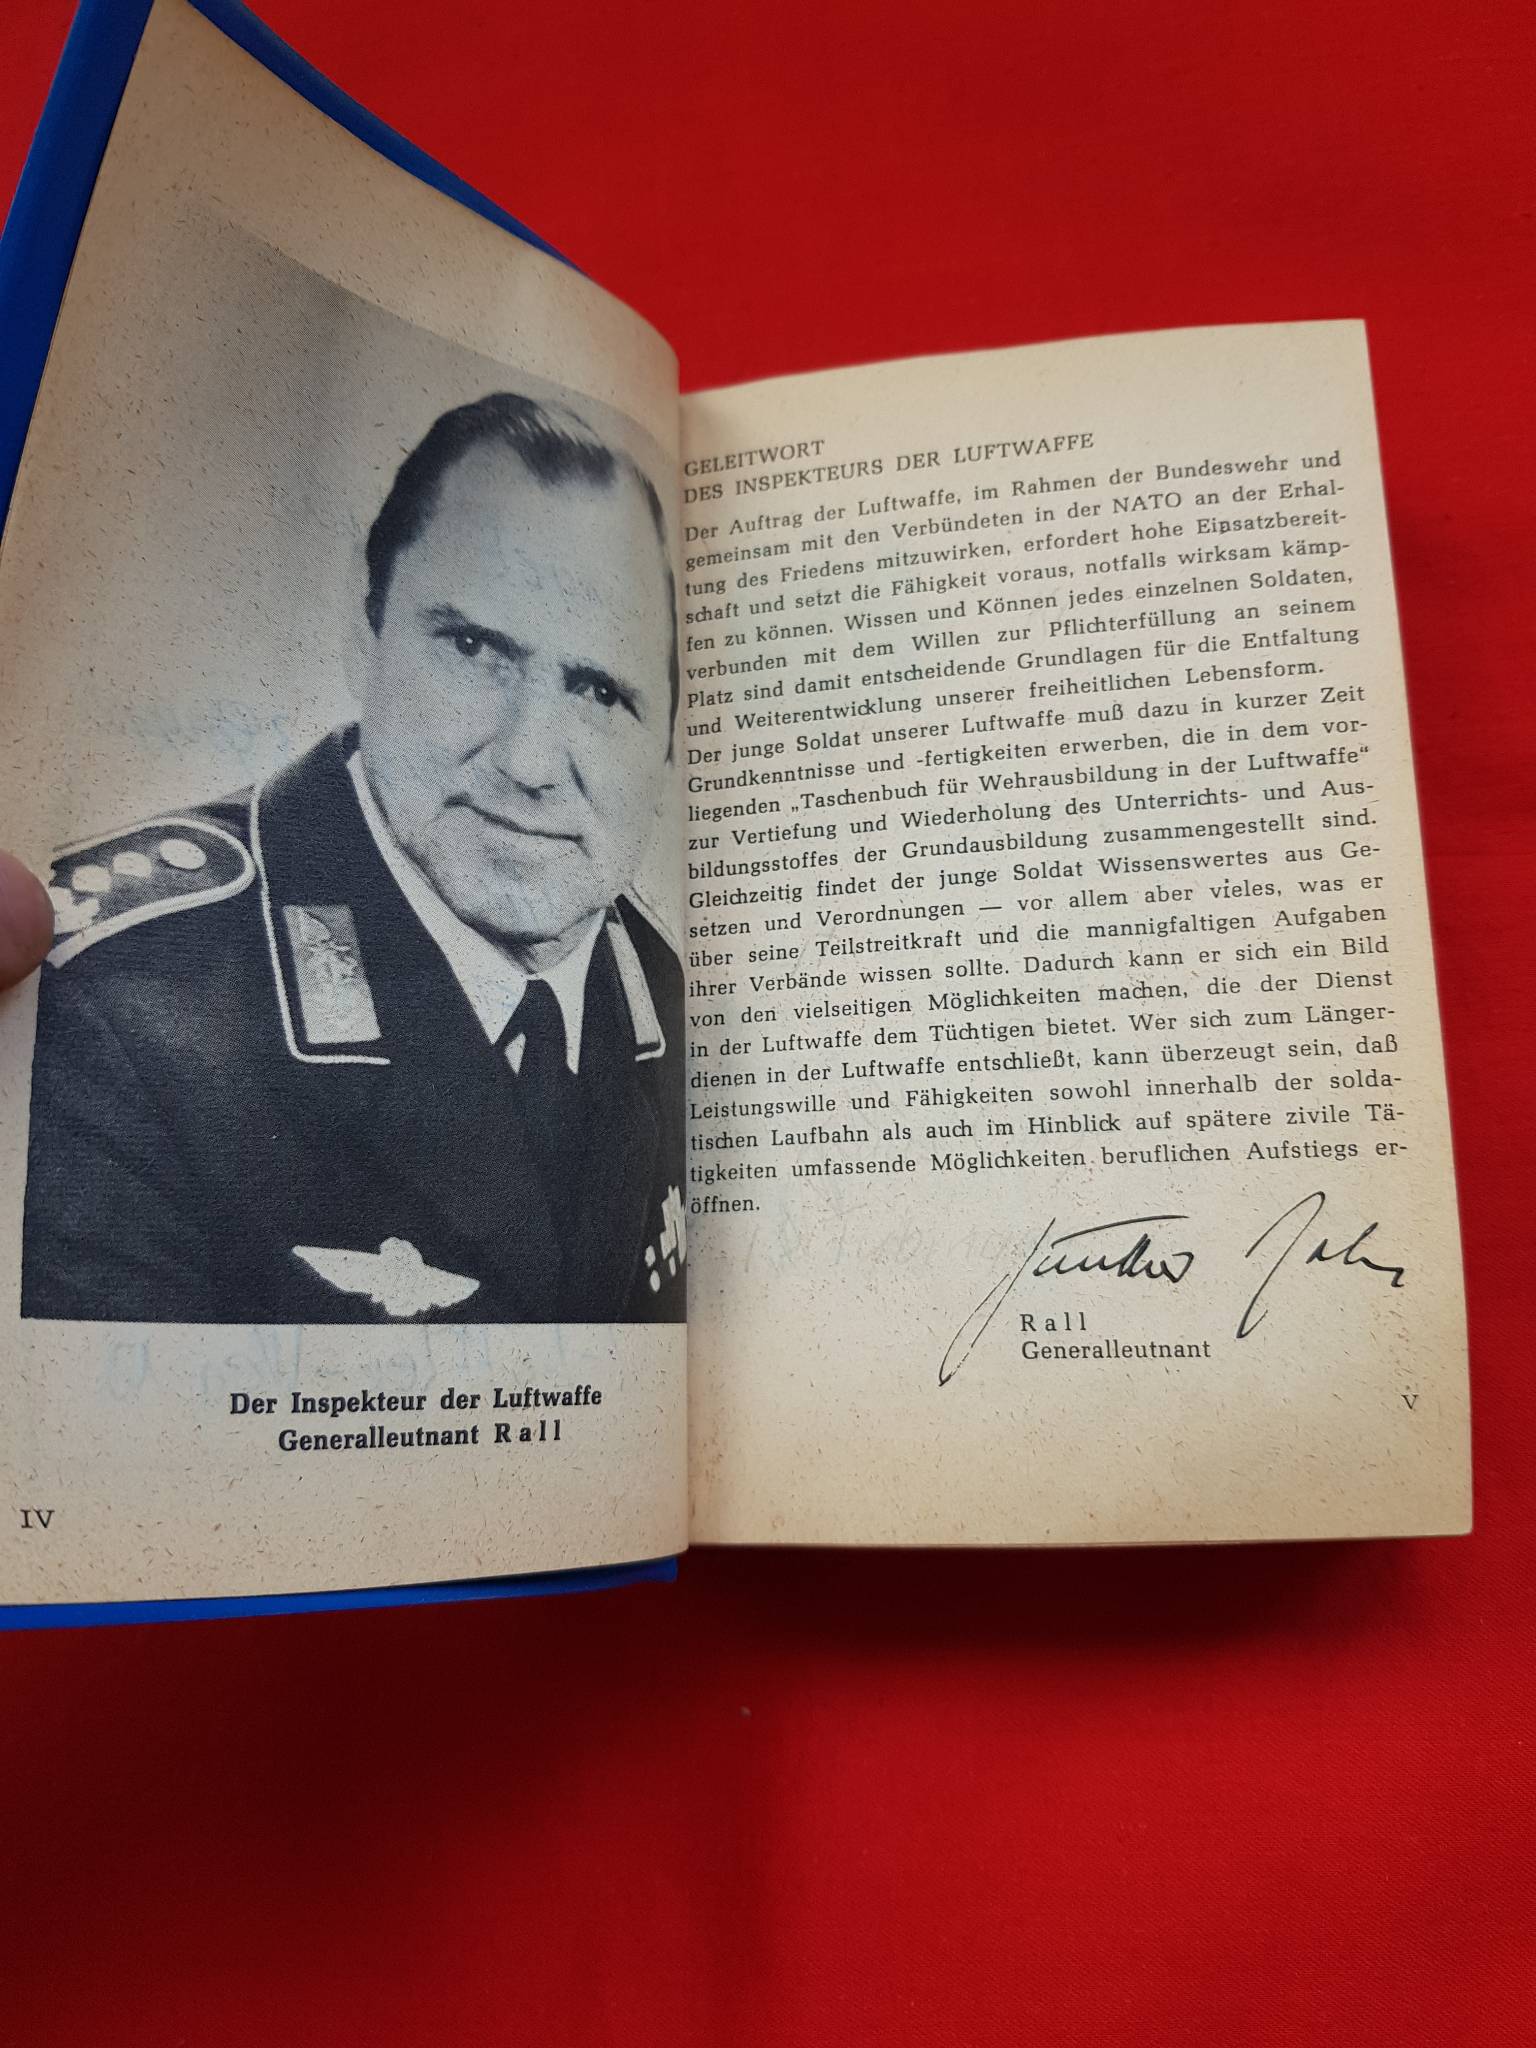 Der Inspekteur der Luftwaffe
Generalleutnant Rall
IV
GELEITWORT
DES INSPEKTEURS DER LUFTWAFFE
Der Auftrag der Luftwaffe, im Rahmen der Bundeswehr und
gemeinsam mit den Verbündeten in der NATO an der Erhal-
tung des Friedens mitzuwirken, erfordert hohe Einsatzbereit-
schaft und setzt die Fähigkeit voraus, notfalls wirksam kämp-
fen zu können. Wissen und Können jedes einzelnen Soldaten,
verbunden mit dem Willen zur Pflichterfüllung an seinem
Platz sind damit entscheidende Grundlagen für die Entfaltung
und Weiterentwicklung unserer freiheitlichen Lebensform.
Der junge Soldat unserer Luftwaffe muß dazu in kurzer Zeit
Grundkenntnisse und -fertigkeiten erwerben, die in dem vor-
liegenden „Taschenbuch für Wehrausbildung in der Luftwaffe“
zur Vertiefung und Wiederholung des Unterrichts- und Aus-
bildungsstoffes der Grundausbildung zusammengestellt sind.
Gleichzeitig findet der junge Soldat Wissenswertes aus Ge-
setzen und Verordnungen — vor allem aber vieles, was er
über seine Teilstreitkraft und die mannigfaltigen Aufgaben
ihrer Verbände wissen sollte. Dadurch kann er sich ein Bild
von den vielseitigen Möglichkeiten machen, die der Dienst
in der Luftwaffe dem Tüchtigen bietet. Wer sich zum Länger-
dienen in der Luftwaffe entschließt, kann überzeugt sein, daß
Leistungswille und Fähigkeiten sowohl innerhalb der solda-
tischen Laufbahn als auch im Hinblick auf spätere zivile Tä-
tigkeiten umfassende Möglichkeiten beruflichen Aufstiegs er-
öffnen.
Günther Rall
Rall
Generalleutnant
V